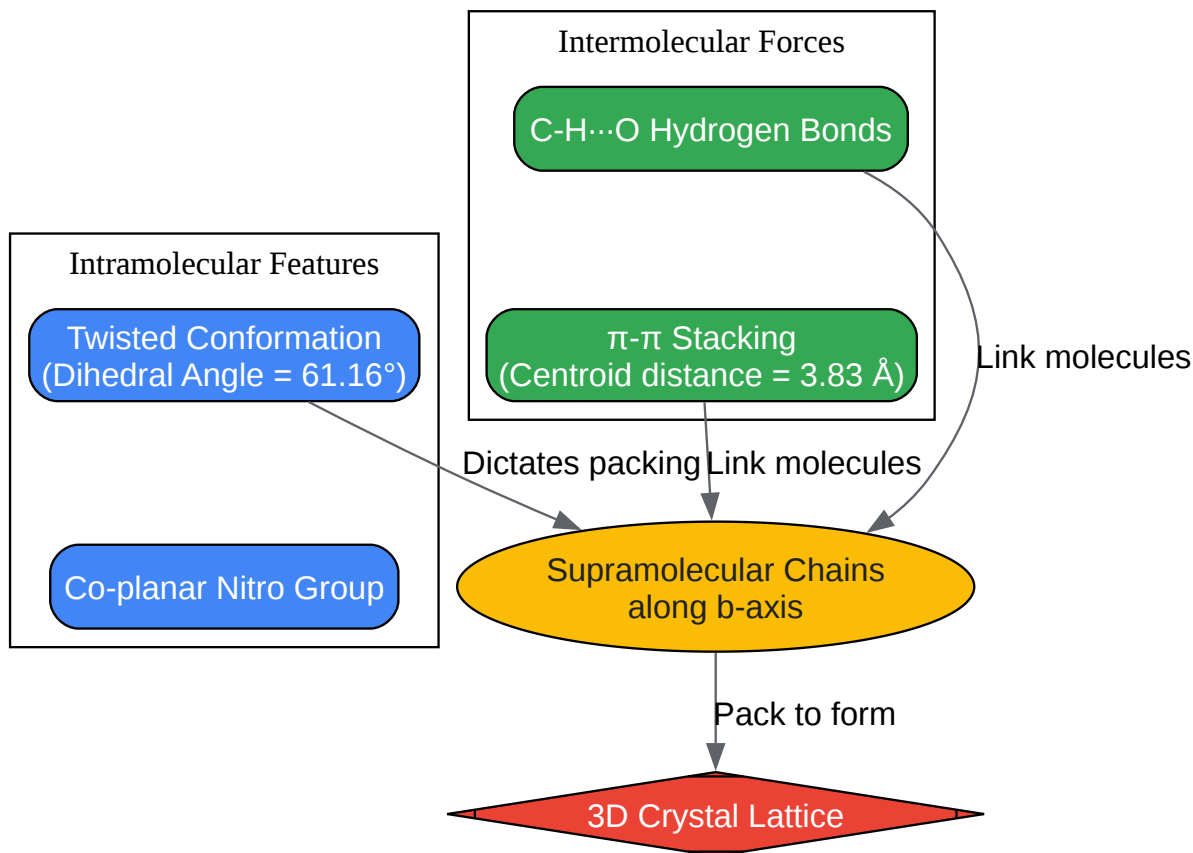 Intermolecular Forces
C-H···O Hydrogen Bonds
Intramolecular Features
Twisted Conformation
(Dihedral Angle = 61.16°)
π-π Stacking
(Centroid distance = 3.83 Å)
Link molecules
Dictates packing
Link molecules
Co-planar Nitro Group
Supramolecular Chains
along b-axis
Pack to form
3D Crystal Lattice